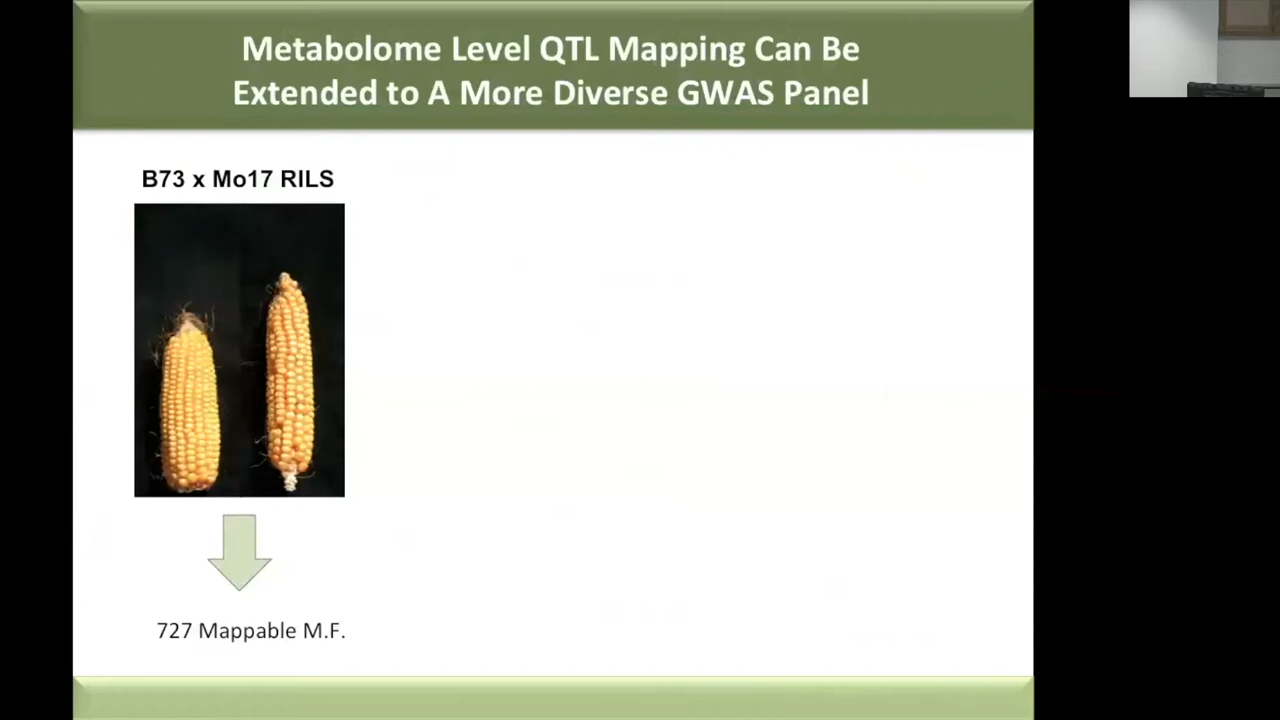 Metabolome Level QTL Mapping Can Be
Extended to A More Diverse GWAS Panel
B73 x Mo17 RILS
727 Mappable M.F.